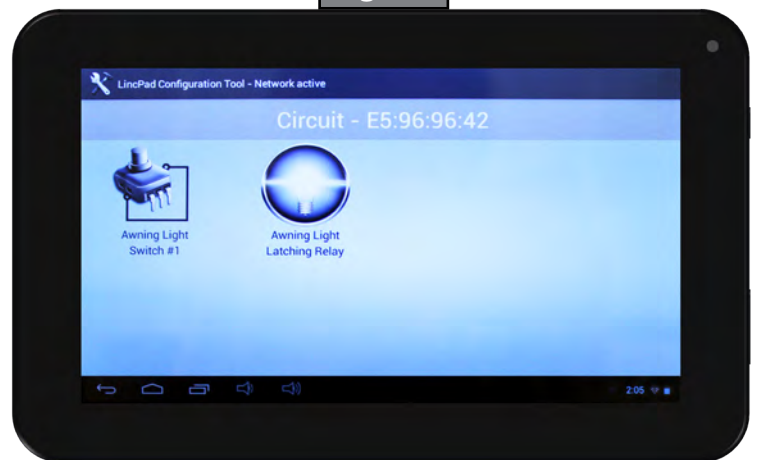 LincPad Configuration Tool - Network active
Circuit - E5:96:96:42
Awning Light
Switch #1
Awning Light
Latching Relay
2:05